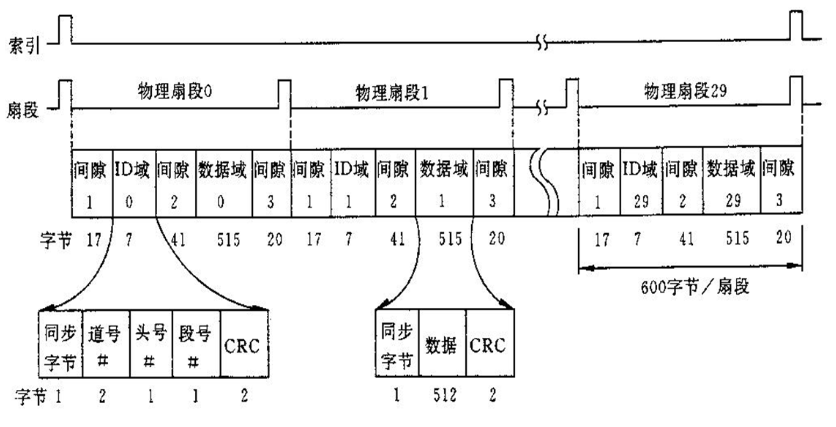 索引
扇段
物理扇段0 物理扇段1 物理扇段29
间隙 ID域 间隙 数据域 间隙 间隙 ID域 间隙 数据域 间隙 间隙 ID域 间隙 数据域 间隙
1 0 2 0 3 1 1 2 1 3 1 29 2 29 3
字节 17 7 41 515 20 17 7 41 515 20 17 7 41 515 20
600字节/扇段
同步 道号 头号 段号 CRC 同步 数据 CRC
字节 # # # 字节
字节 1 2 1 1 2 1 512 2